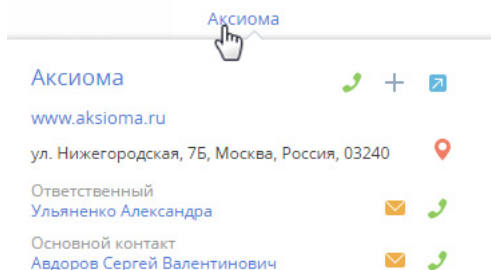 Аксиома
Аксиома
www.aksioma.ru
ул. Нижегородская, 7Б, Москва, Россия, 03240
Ответственный
Ульяненко Александра
Основной контакт
Авдоров Сергей Валентинович